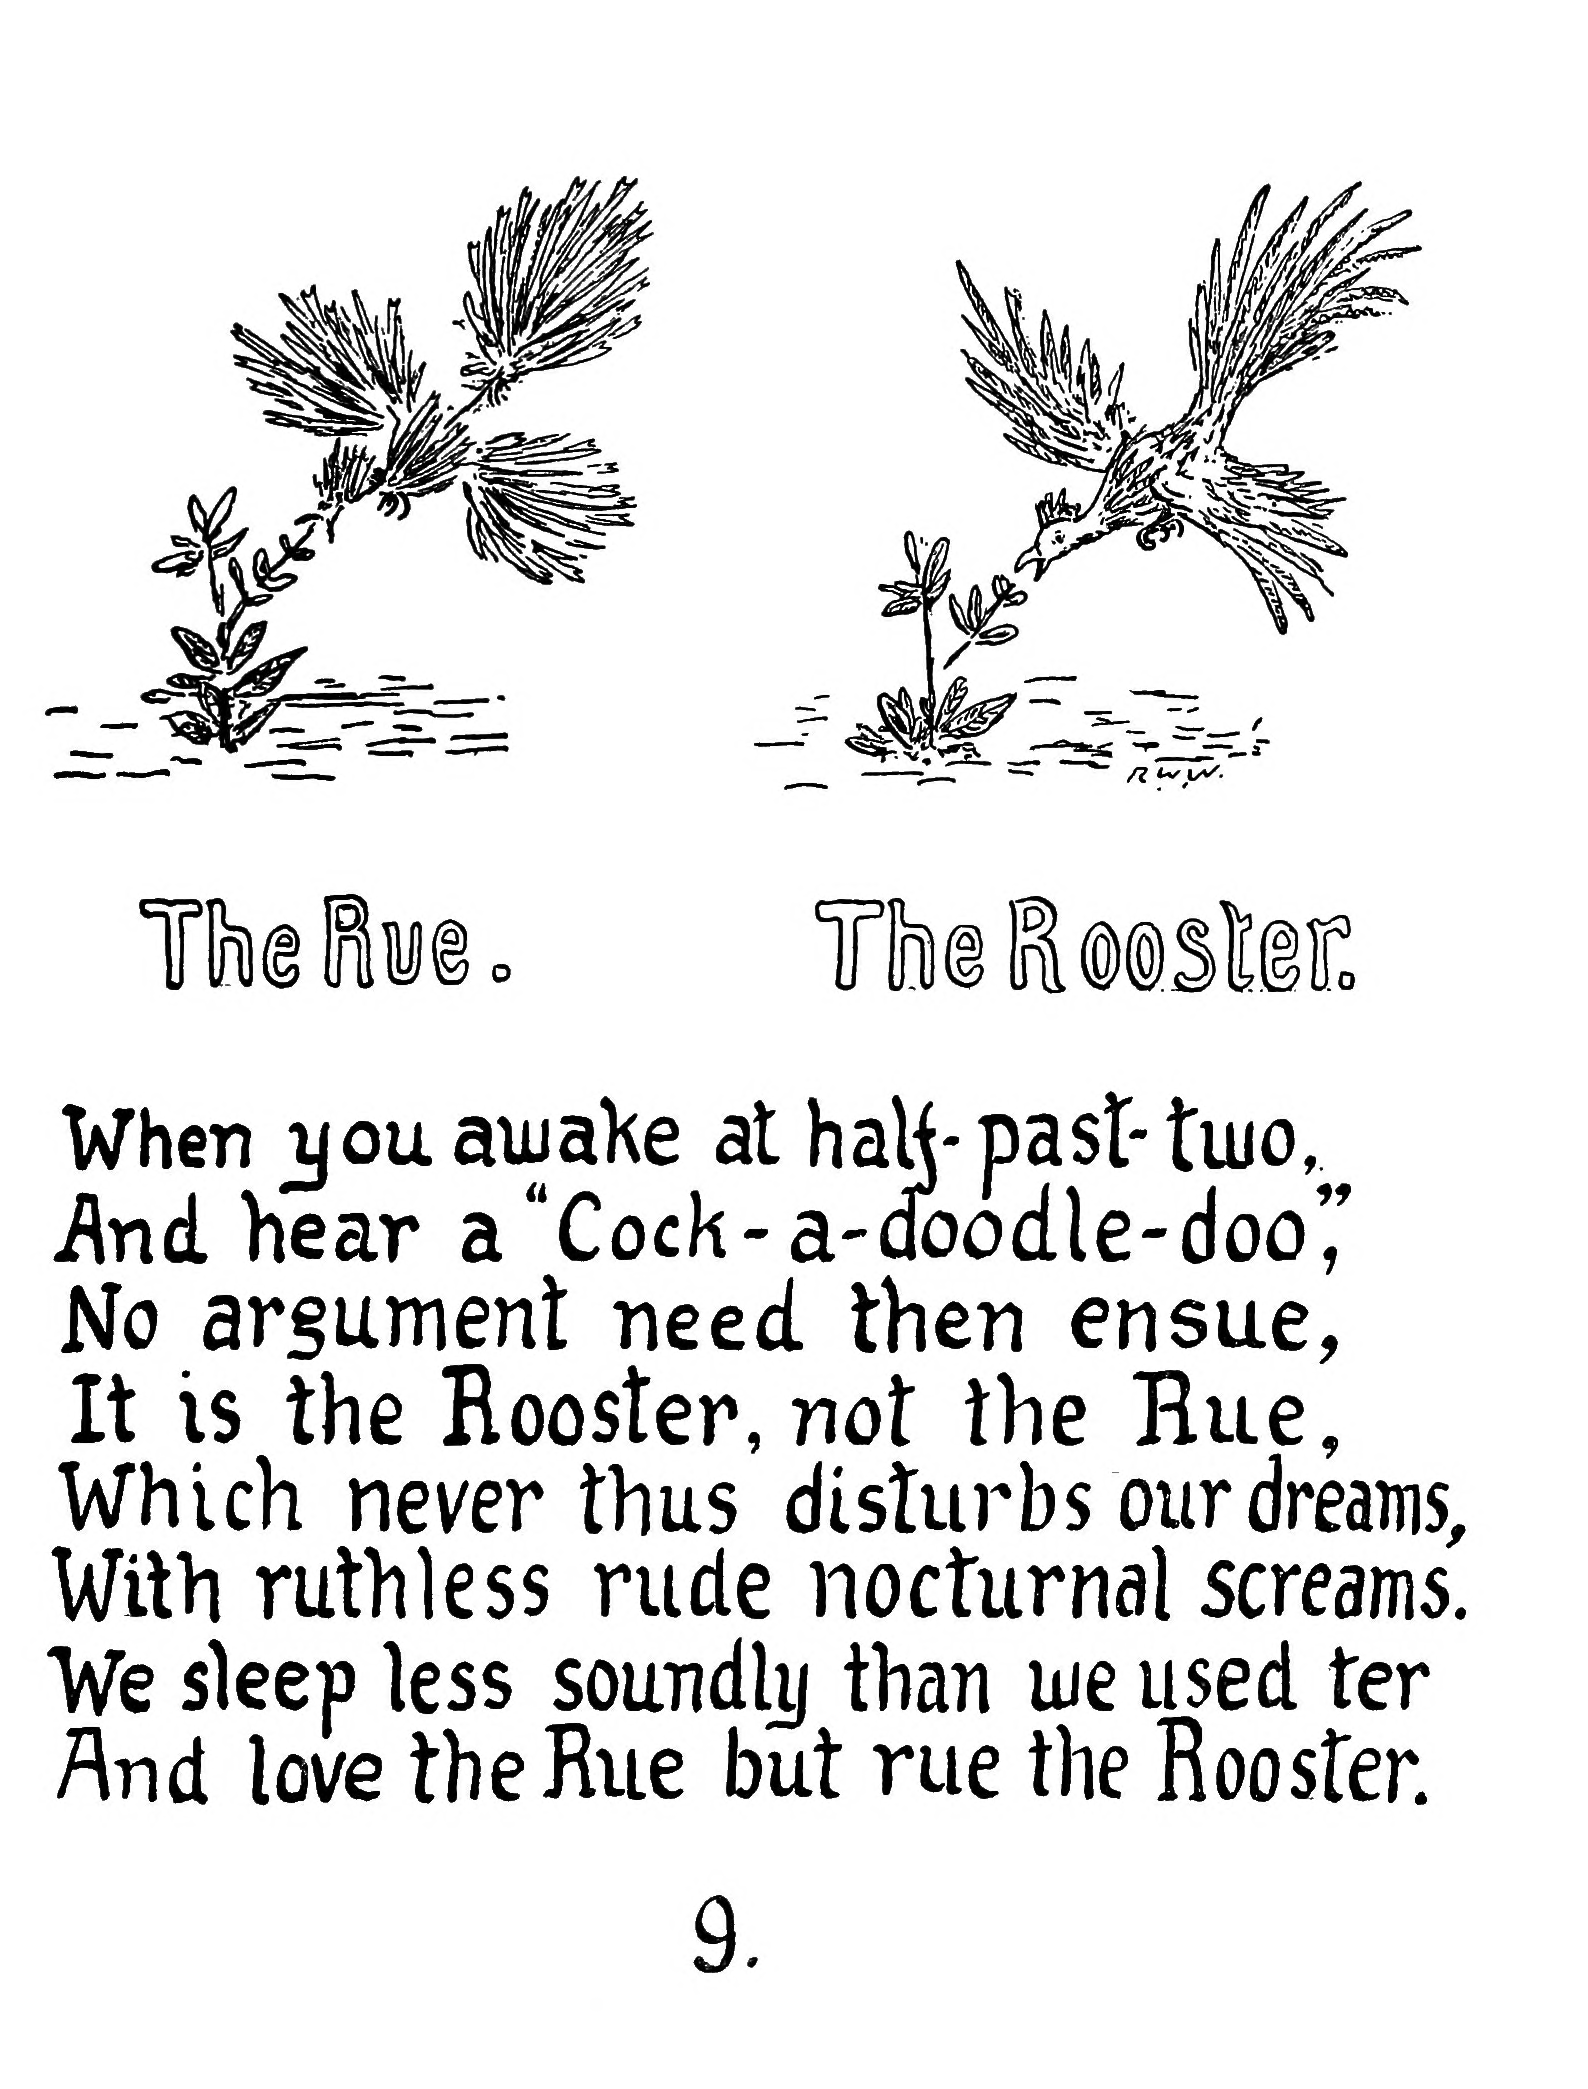 R.W.W.
The Rue. The Rooster.
When you awake at half-past-two,
And hear a "Cock-a-doodle-doo",
No argument need then ensue,
It is the Rooster, not the Rue,
Which never thus disturbs our dreams,
With ruthless rude nocturnal screams.
We sleep less soundly than we used ter
And love the Rue but rue the Rooster.
9.